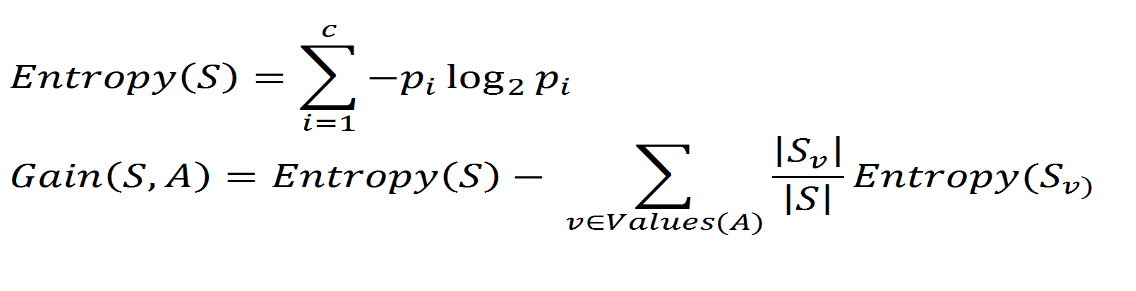 Entropy(S) = ∑_{i=1}^{c} −p_i log_2 p_i
Gain(S, A) = Entropy(S) − ∑_{v∈Values(A)} |S_v|/|S| Entropy(S_v)